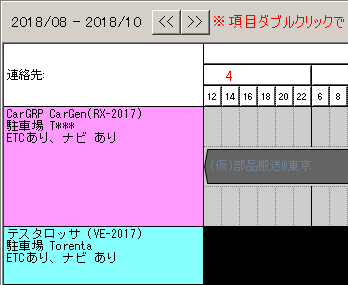 2018/08 - 2018/10 << >> ※項目ダブルクリックで
連絡先:
4
12 14 16 18 20 22 6 8
CarGRP CarGen(RX-2017)
駐車場 T***
ETCあり、ナビ あり
(仮)部品搬送@東京
テスタロッサ (VE-2017)
駐車場 Torenta
ETCあり、ナビ あり